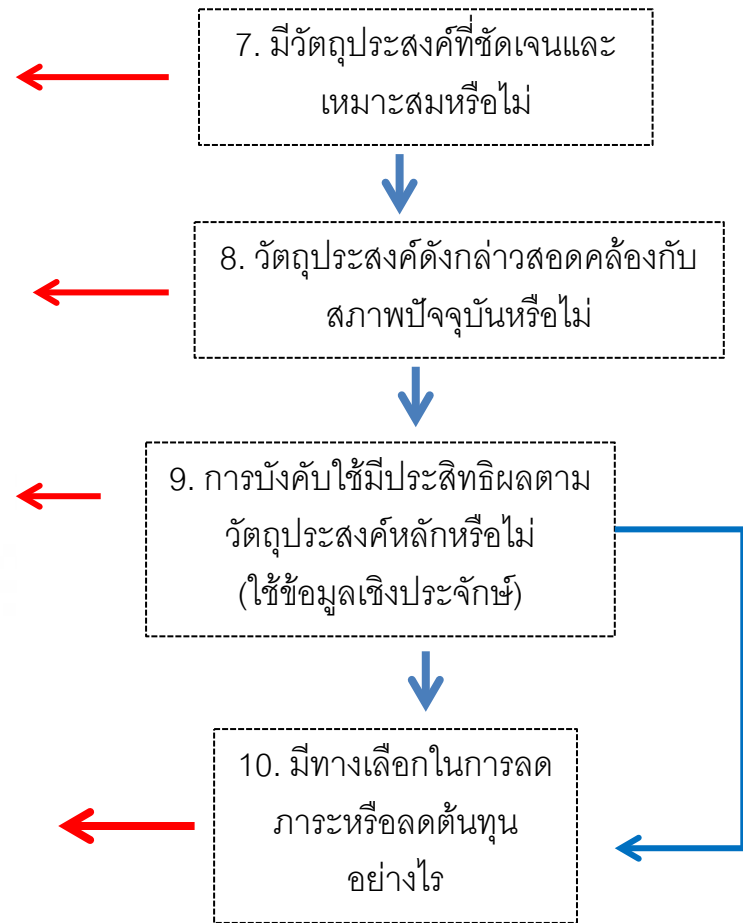 7. มีวัตถุประสงค์ที่ชัดเจนและ
เหมาะสมหรือไม่
8. วัตถุประสงค์ดังกล่าวสอดคล้องกับ
สภาพปัจจุบันหรือไม่
9. การบังคับใช้มีประสิทธิผลตาม
วัตถุประสงค์หลักหรือไม่
(ใช้ข้อมูลเชิงประจักษ์)
10. มีทางเลือกในการลด
ภาระหรือลดต้นทุน
อย่างไร